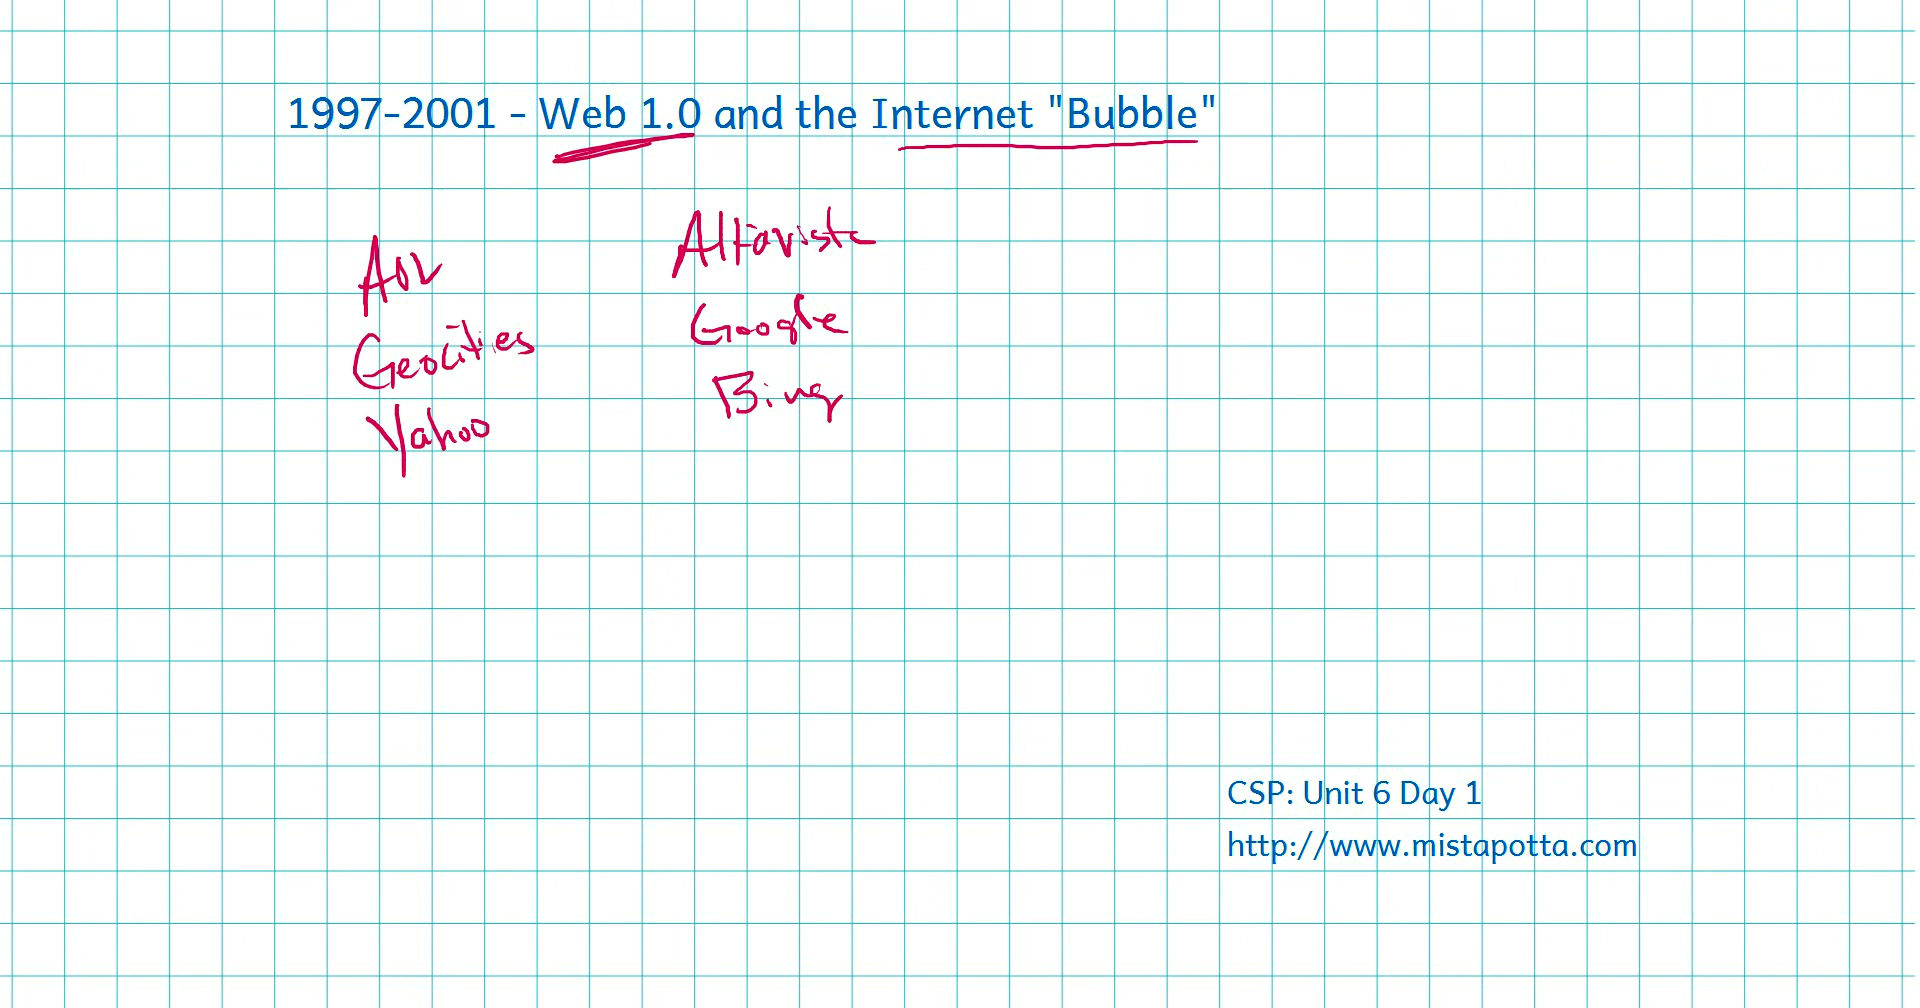 1997-2001 - Web 1.0 and the Internet "Bubble"
AOL
Geocities
Yahoo
Altavista
Google
Bing
CSP: Unit 6 Day 1
http://www.mistapotta.com